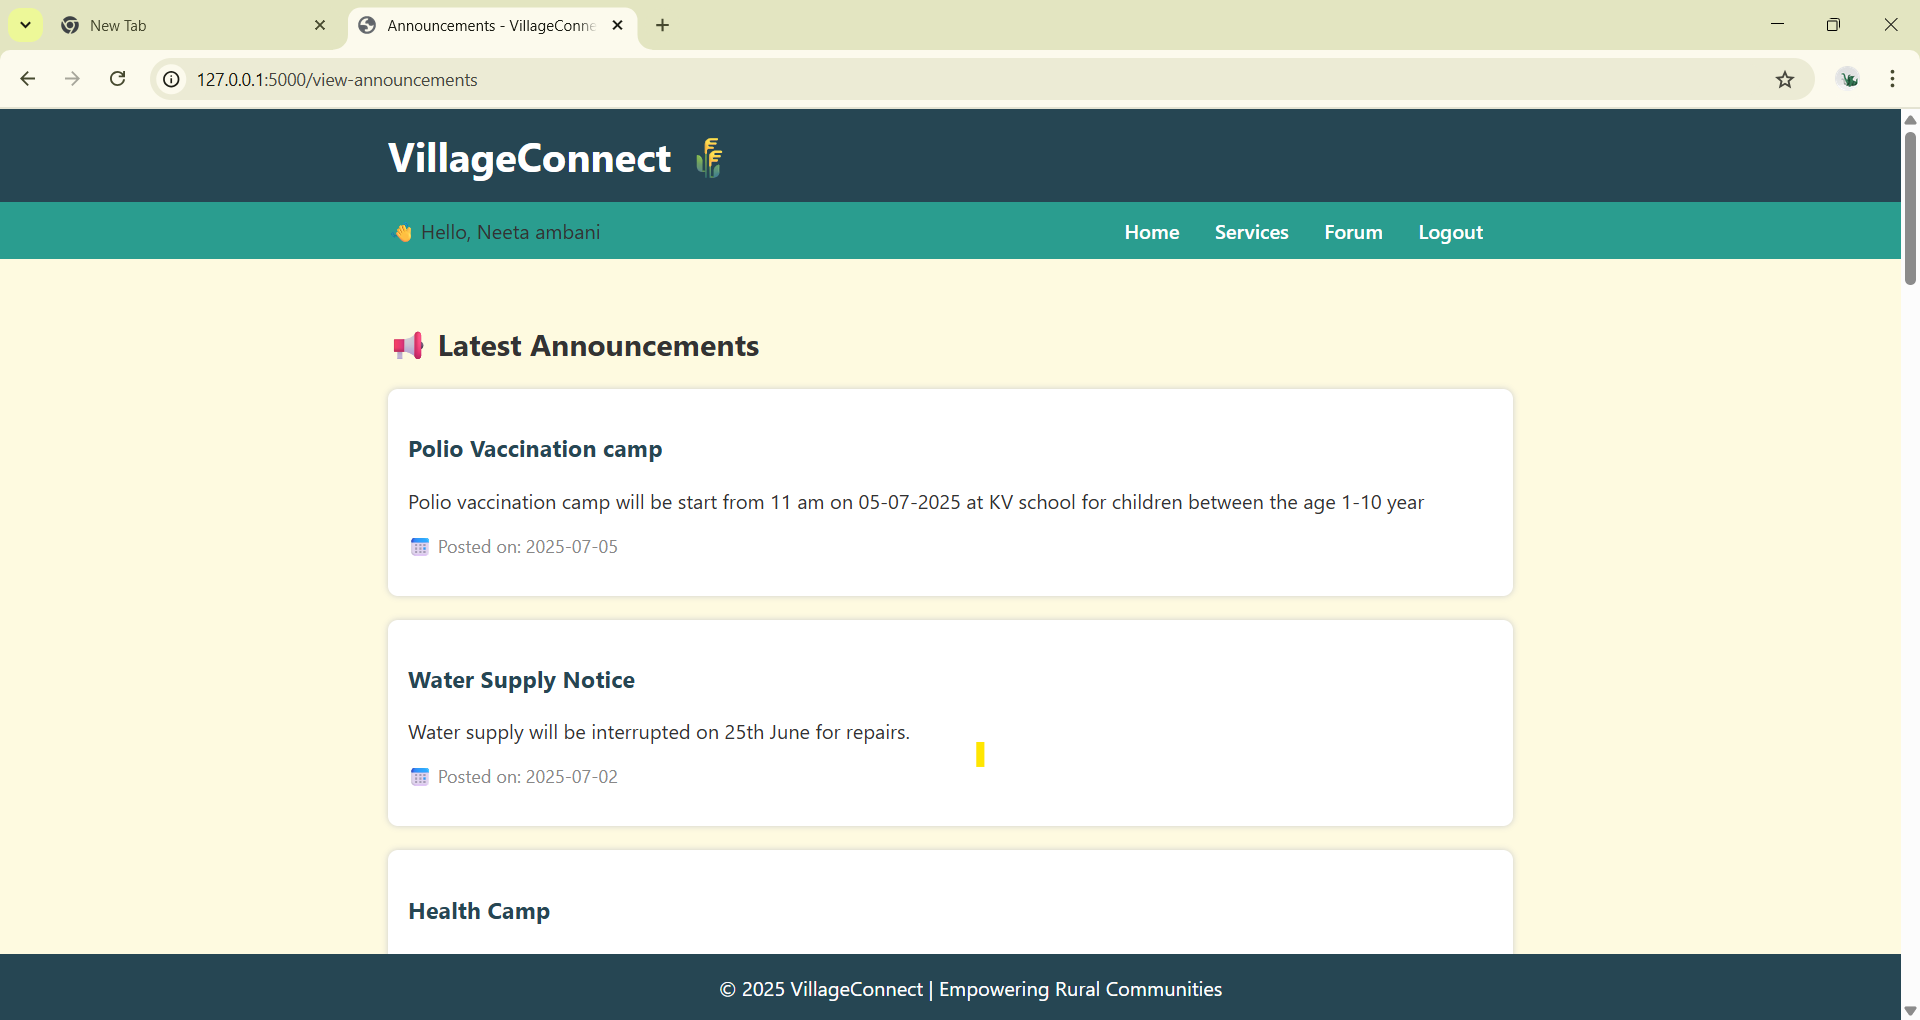 New Tab
Announcements - VillageConne
127.0.0.1:5000/view-announcements
VillageConnect
Hello, Neeta ambani
Home Services Forum Logout
Latest Announcements
Polio Vaccination camp
Polio vaccination camp will be start from 11 am on 05-07-2025 at KV school for children between the age 1-10 year
Posted on: 2025-07-05
Water Supply Notice
Water supply will be interrupted on 25th June for repairs.
Posted on: 2025-07-02
Health Camp
© 2025 VillageConnect | Empowering Rural Communities